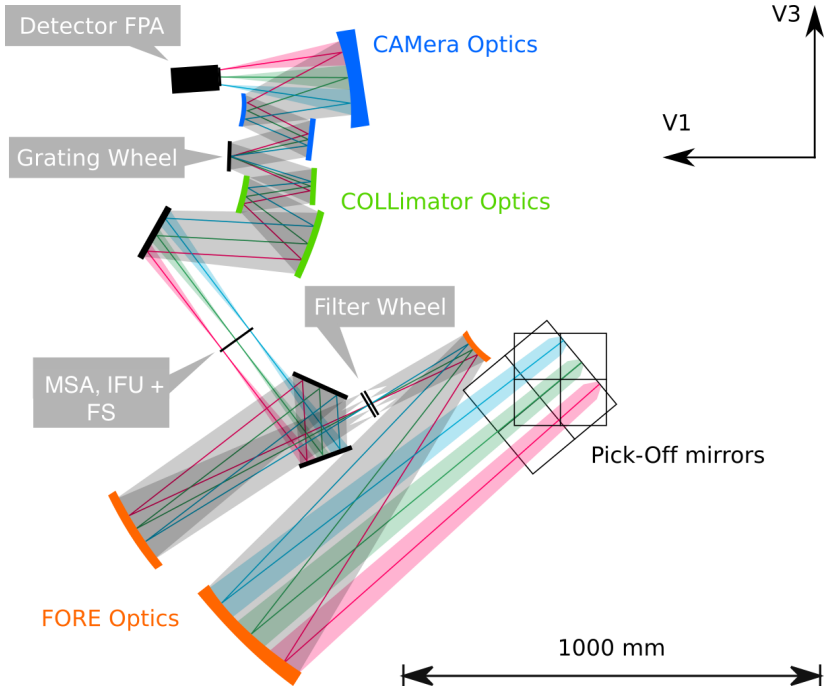 Detector FPA
CAMera Optics
V3
V1
Grating Wheel
COLLimator Optics
Filter Wheel
MSA, IFU +
FS
Pick-Off mirrors
FORE Optics
1000 mm